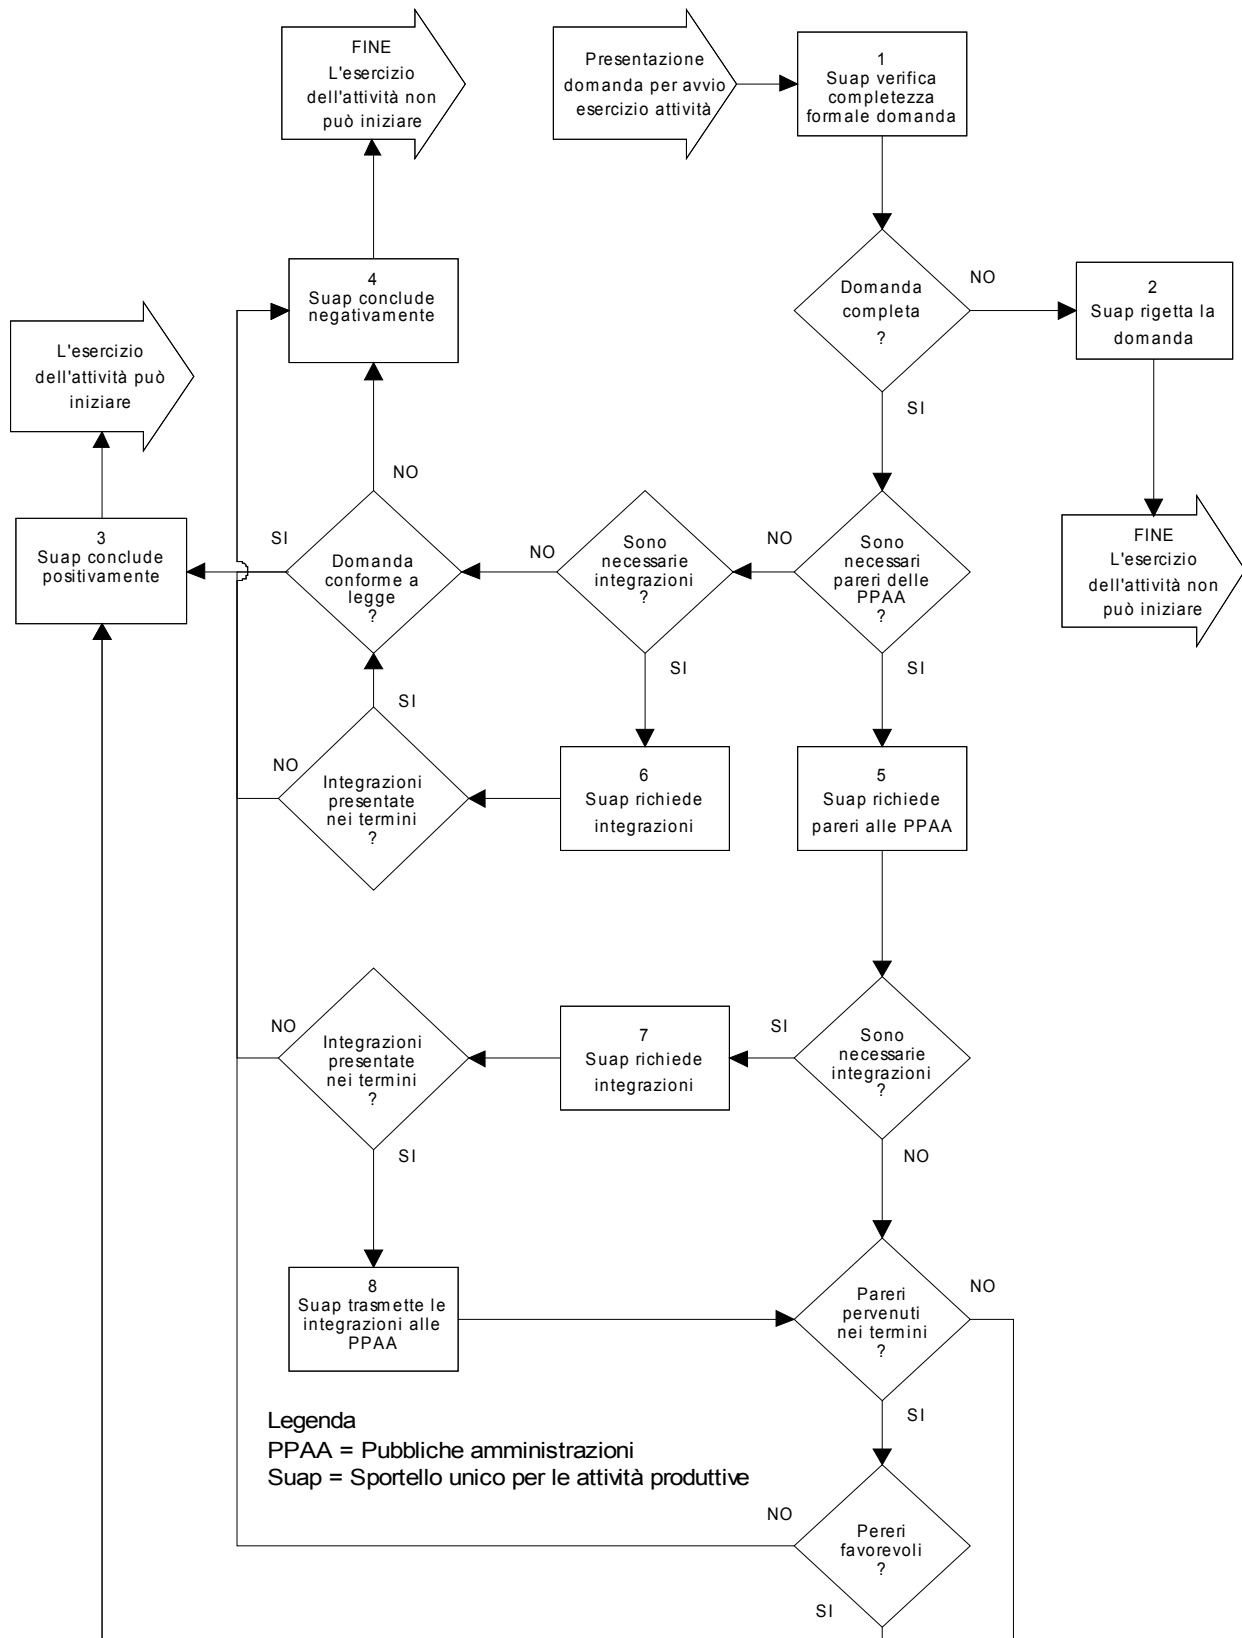 FINE
L'esercizio
dell'attività non
può iniziare
Presentazione
domanda per avvio
esercizio attività
1
Suap verifica
completezza
formale domanda
4
Suap conclude
negativamente
Domanda
completa
?
NO
2
Suap rigetta la
domanda
L'esercizio
dell'attività può
iniziare
SI
NO
3
Suap conclude
positivamente
SI
Domanda
conforme a
legge
?
NO
Sono
necessarie
integrazioni
?
NO
Sono
necessari
pareri delle
PPAA
?
FINE
L'esercizio
dell'attività non
può iniziare
SI
SI
SI
NO
Integrazioni
presentate
nei termini
?
6
Suap richiede
integrazioni
5
Suap richiede
pareri alle PPAA
NO
Integrazioni
presentate
nei termini
?
7
Suap richiede
integrazioni
SI
Sono
necessarie
integrazioni
?
SI
NO
8
Suap trasmette le
integrazioni alle
PPAA
Pareri
pervenuti
nei termini
?
NO
SI
Legenda
PPAA = Pubbliche amministrazioni
Suap = Sportello unico per le attività produttive
NO
Pereri
favorevoli
?
SI